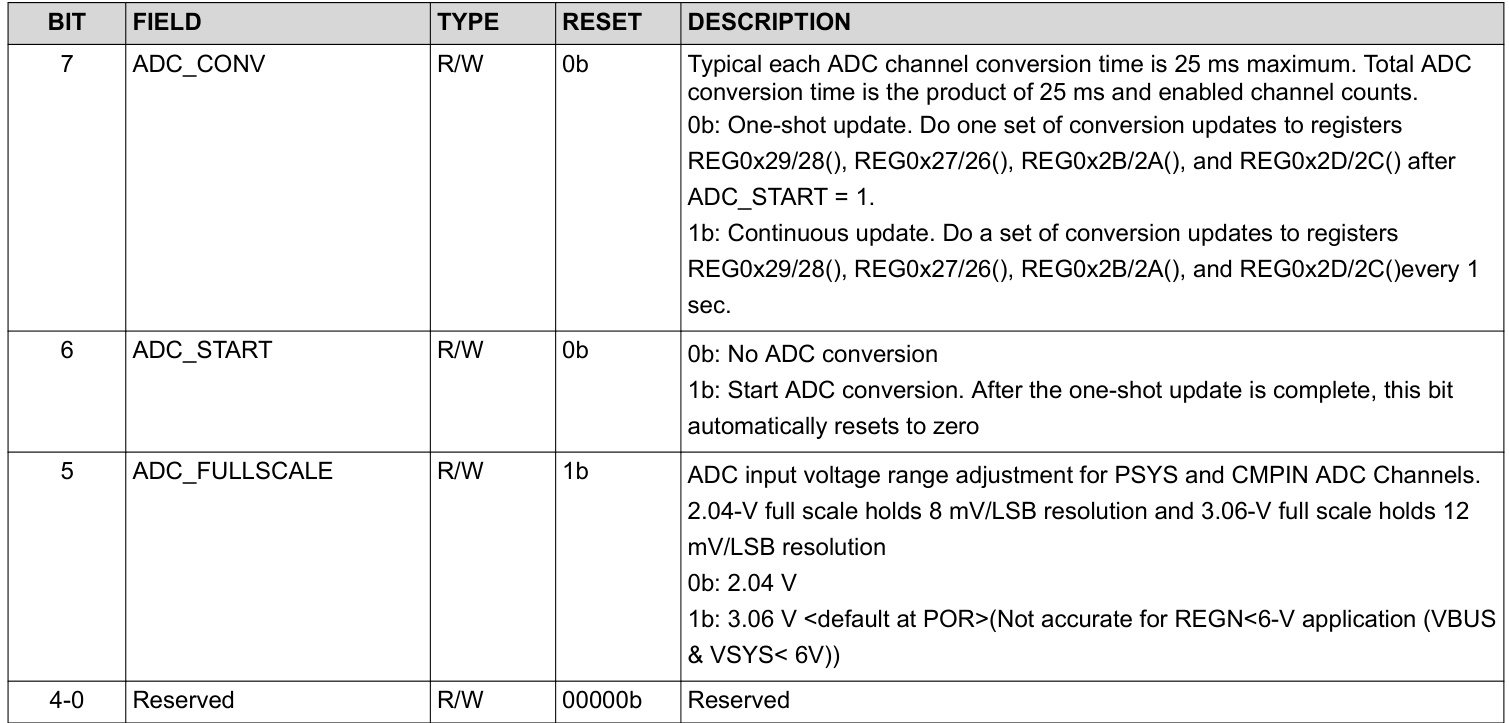 BIT FIELD TYPE RESET DESCRIPTION
7 ADC_CONV R/W 0b Typical each ADC channel conversion time is 25 ms maximum. Total ADC
conversion time is the product of 25 ms and enabled channel counts.
0b: One-shot update. Do one set of conversion updates to registers
REG0x29/28(), REG0x27/26(), REG0x2B/2A(), and REG0x2D/2C() after
ADC_START = 1.
1b: Continuous update. Do a set of conversion updates to registers
REG0x29/28(), REG0x27/26(), REG0x2B/2A(), and REG0x2D/2C()every 1
sec.
6 ADC_START R/W 0b 0b: No ADC conversion
1b: Start ADC conversion. After the one-shot update is complete, this bit
automatically resets to zero
5 ADC_FULLSCALE R/W 1b ADC input voltage range adjustment for PSYS and CMPIN ADC Channels.
2.04-V full scale holds 8 mV/LSB resolution and 3.06-V full scale holds 12
mV/LSB resolution
0b: 2.04 V
1b: 3.06 V <default at POR>(Not accurate for REGN<6-V application (VBUS
& VSYS< 6V))
4-0 Reserved R/W 00000b Reserved